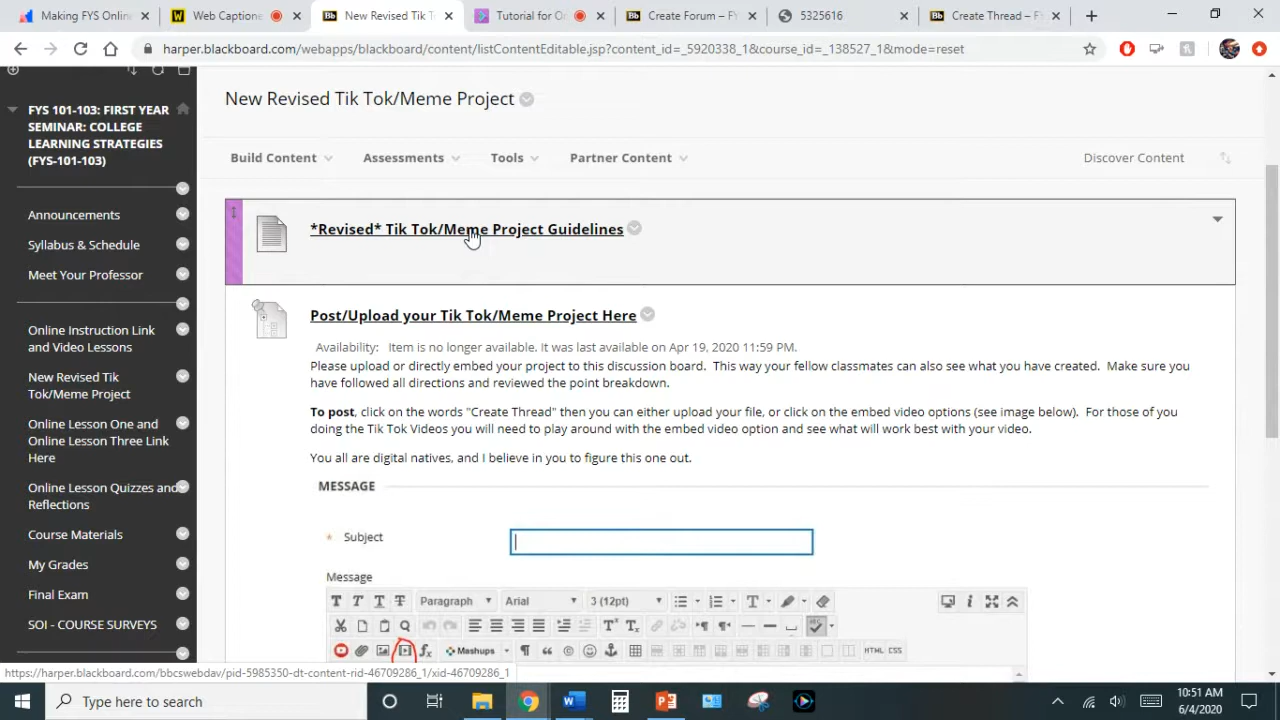 Making FYS Onlin
Web Captione
New Revised Tik T
Tutorial for O
Create Forum – F
5325616
Create Thread – F
harper.blackboard.com/webapps/blackboard/content/listContentEditable.jsp?content_id=_5920338_1&course_id=_138527_1&mode=reset
FYS 101-103: FIRST YEAR
SEMINAR: COLLEGE
LEARNING STRATEGIES
(FYS-101-103)
Announcements
Syllabus & Schedule
Meet Your Professor
Online Instruction Link
and Video Lessons
New Revised Tik
Tok/Meme Project
Online Lesson One and
Online Lesson Three Link
Here
Online Lesson Quizzes and
Reflections
Course Materials
My Grades
Final Exam
SOI - COURSE SURVEYS
New Revised Tik Tok/Meme Project
Build Content
Assessments
Tools
Partner Content
Discover Content
*Revised* Tik Tok/Meme Project Guidelines
Post/Upload your Tik Tok/Meme Project Here
Availability: Item is no longer available. It was last available on Apr 19, 2020 11:59 PM.
Please upload or directly embed your project to this discussion board. This way your fellow classmates can also see what you have created. Make sure you
have followed all directions and reviewed the point breakdown.
To post, click on the words "Create Thread" then you can either upload your file, or click on the embed video options (see image below). For those of you
doing the Tik Tok Videos you will need to play around with the embed video option and see what will work best with your video.
You all are digital natives, and I believe in you to figure this one out.
MESSAGE
* Subject
Message
T T T T Paragraph Arial 3 (12pt)
Mashups HTML CSS
https://harper.blackboard.com/bbcswebdav/pid-5985350-dt-content-rid-46709286_1/xid-46709286_1
Type here to search
10:51 AM
6/4/2020